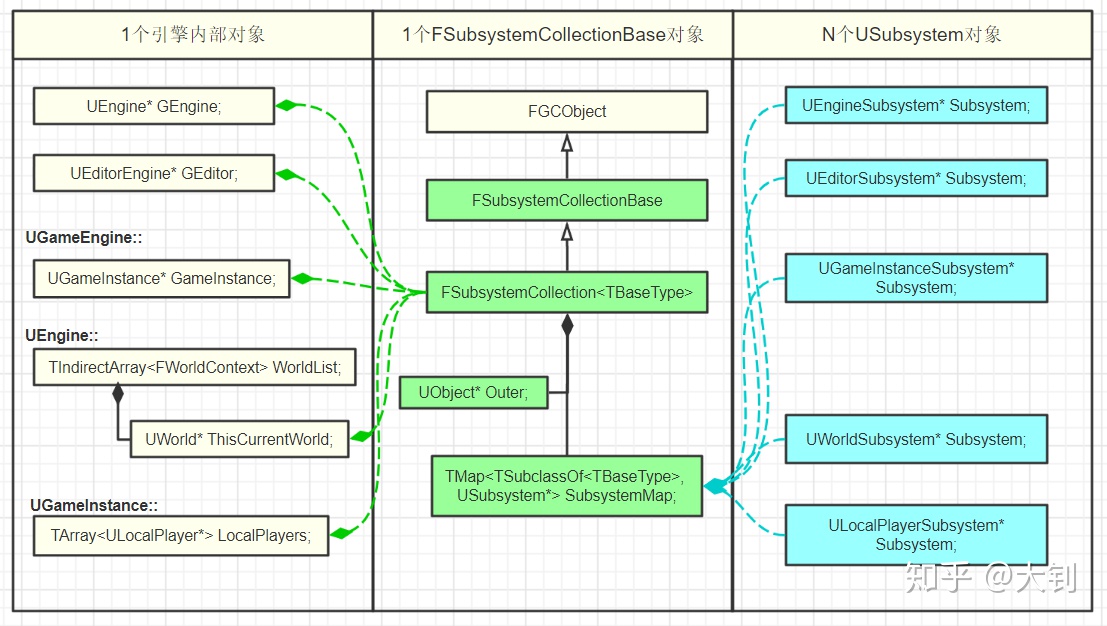 1个引擎内部对象
1个FSubsystemCollectionBase对象
N个USubsystem对象
UEngine* GEngine;
UEditorEngine* GEditor;
UGameEngine::
UGameInstance* GameInstance;
UEngine::
TIndirectArray<FWorldContext> WorldList;
UWorld* ThisCurrentWorld;
UGameInstance::
TArray<ULocalPlayer*> LocalPlayers;
FGCObject
FSubsystemCollectionBase
FSubsystemCollection<TBaseType>
UObject* Outer;
TMap<TSubclassOf<TBaseType>,
USubsystem*> SubsystemMap;
UEngineSubsystem* Subsystem;
UEditorSubsystem* Subsystem;
UGameInstanceSubsystem*
Subsystem;
UWorldSubsystem* Subsystem;
ULocalPlayerSubsystem*
Subsystem;
知乎 @大钊